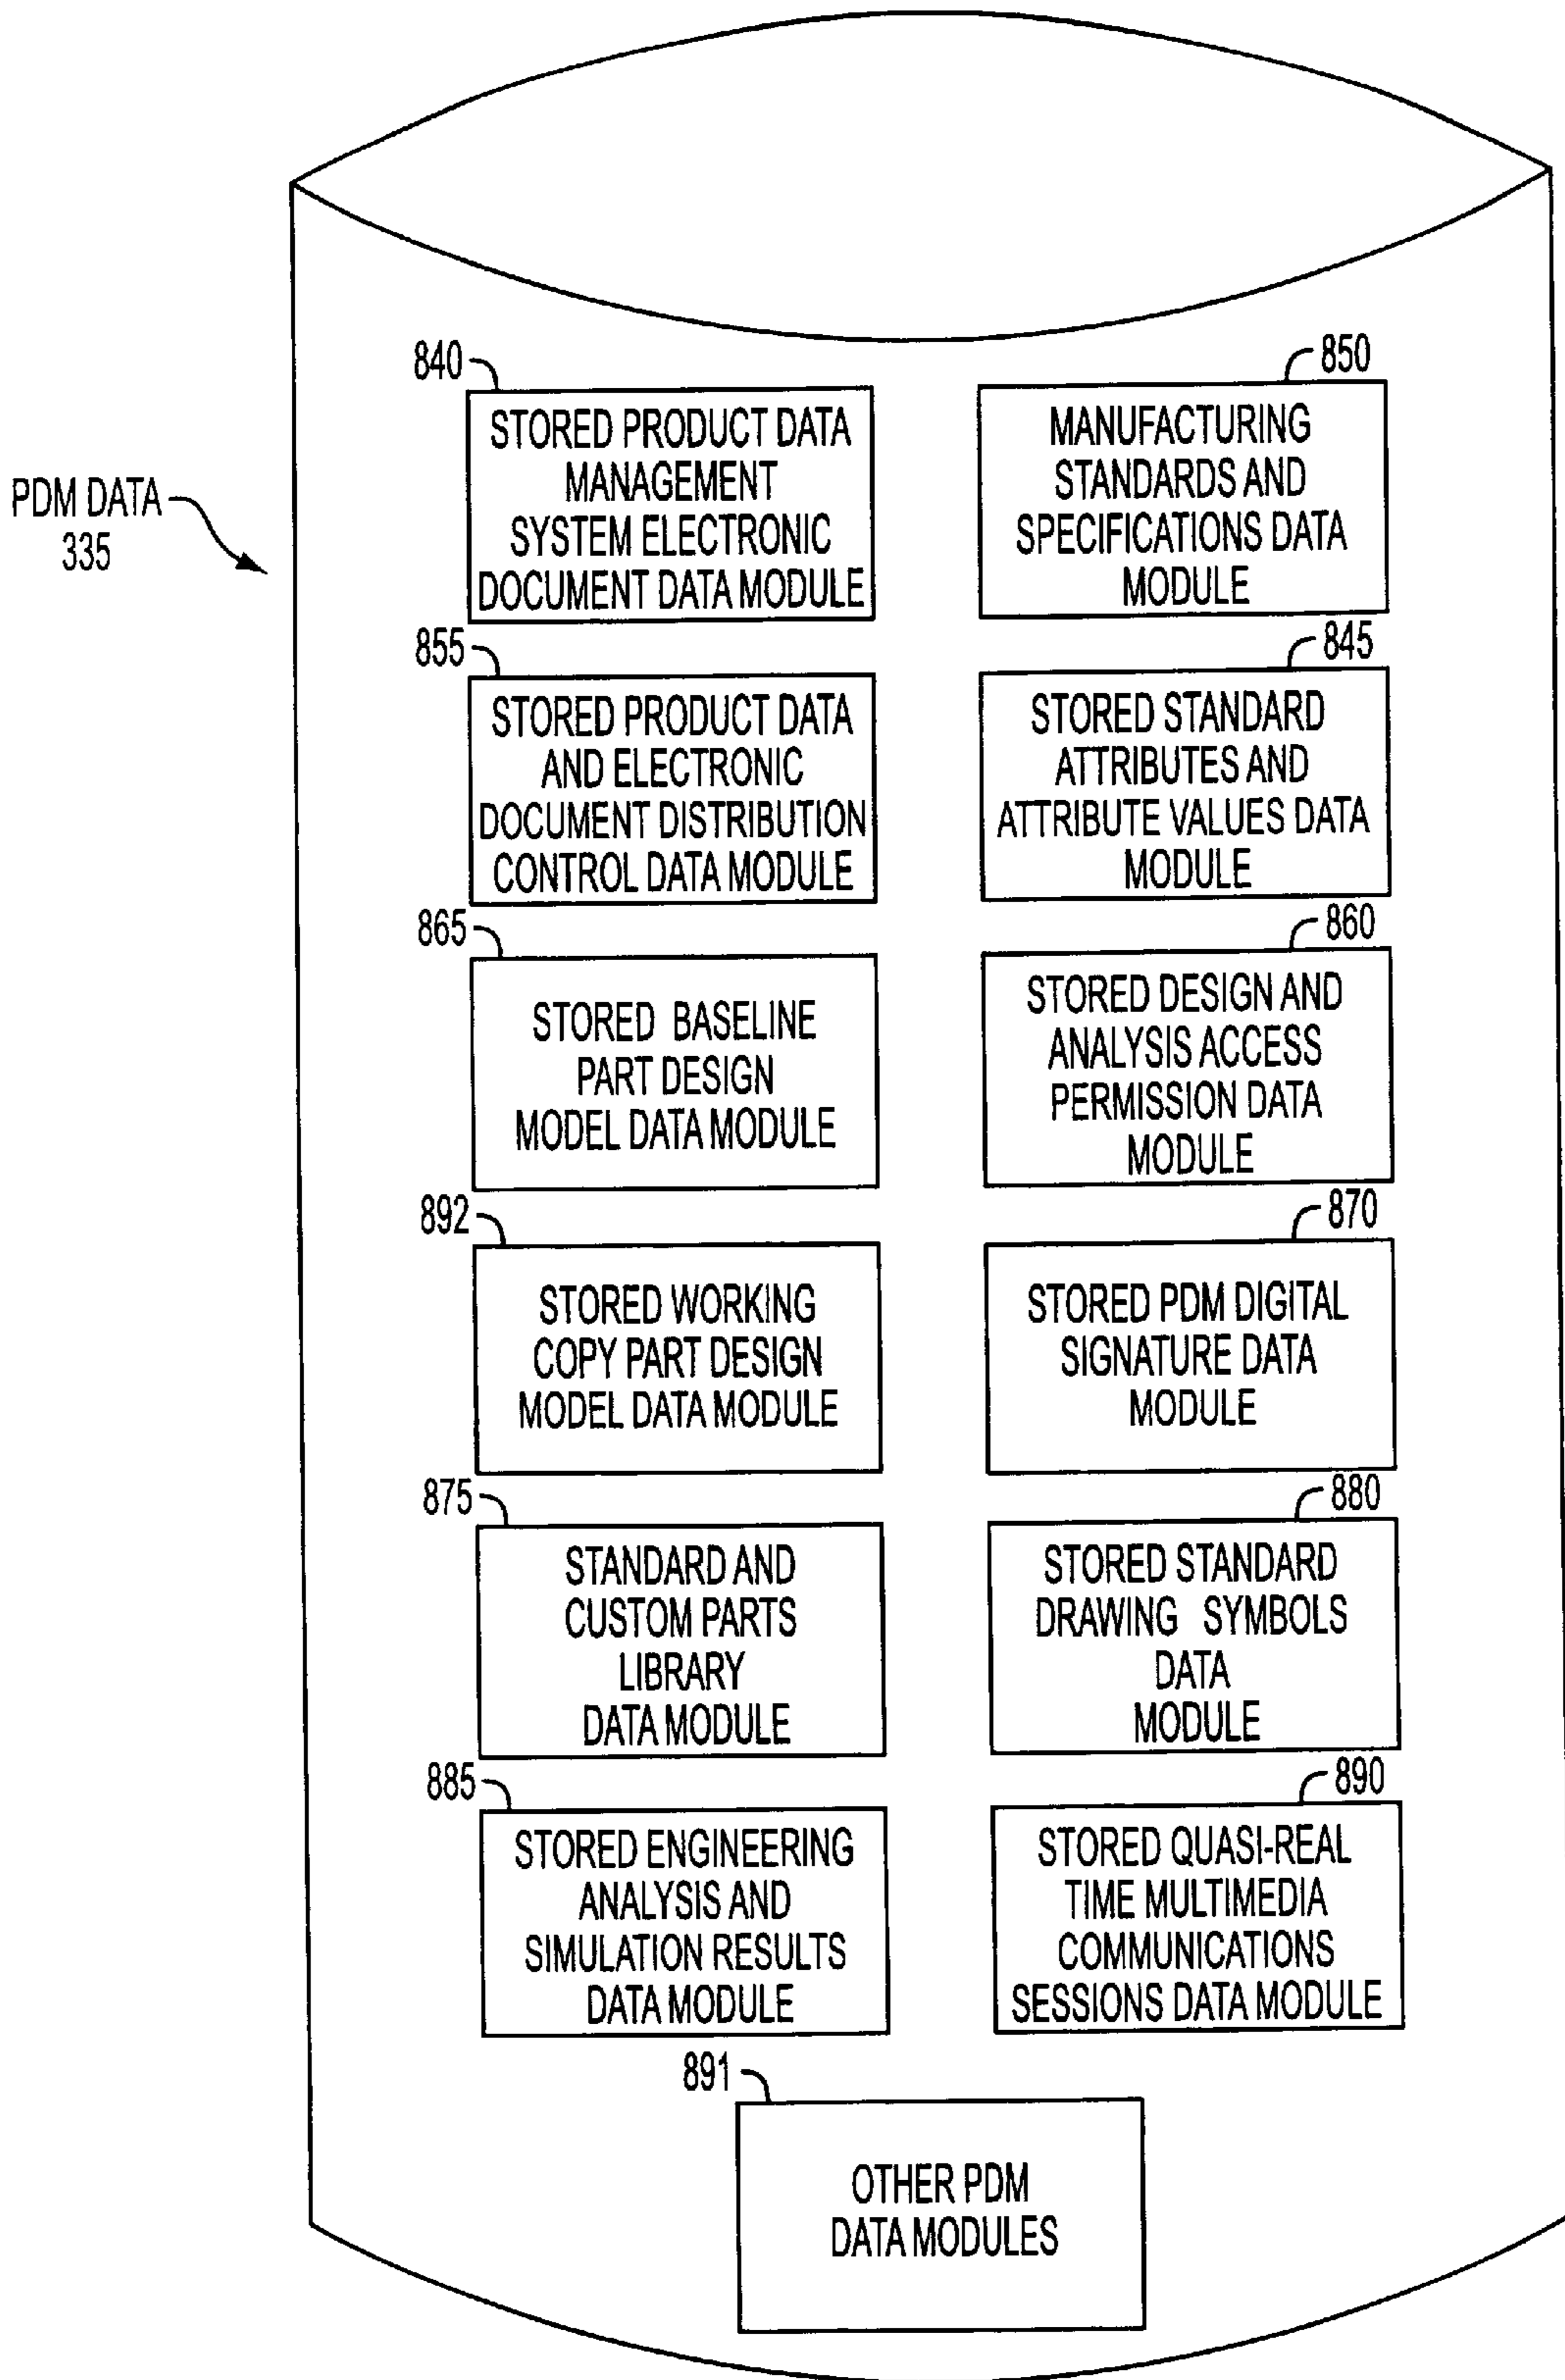 840
STORED PRODUCT DATA
MANAGEMENT
SYSTEM ELECTRONIC
DOCUMENT DATA MODULE
850
MANUFACTURING
STANDARDS AND
SPECIFICATIONS DATA
MODULE
PDM DATA
335
855
STORED PRODUCT DATA
AND ELECTRONIC
DOCUMENT DISTRIBUTION
CONTROL DATA MODULE
845
STORED STANDARD
ATTRIBUTES AND
ATTRIBUTE VALUES DATA
MODULE
865
STORED BASELINE
PART DESIGN
MODEL DATA MODULE
860
STORED DESIGN AND
ANALYSIS ACCESS
PERMISSION DATA
MODULE
892
STORED WORKING
COPY PART DESIGN
MODEL DATA MODULE
870
STORED PDM DIGITAL
SIGNATURE DATA
MODULE
875
STANDARD AND
CUSTOM PARTS
LIBRARY
DATA MODULE
880
STORED STANDARD
DRAWING SYMBOLS
DATA
MODULE
885
STORED ENGINEERING
ANALYSIS AND
SIMULATION RESULTS
DATA MODULE
890
STORED QUASI-REAL
TIME MULTIMEDIA
COMMUNICATIONS
SESSIONS DATA MODULE
891
OTHER PDM
DATA MODULES